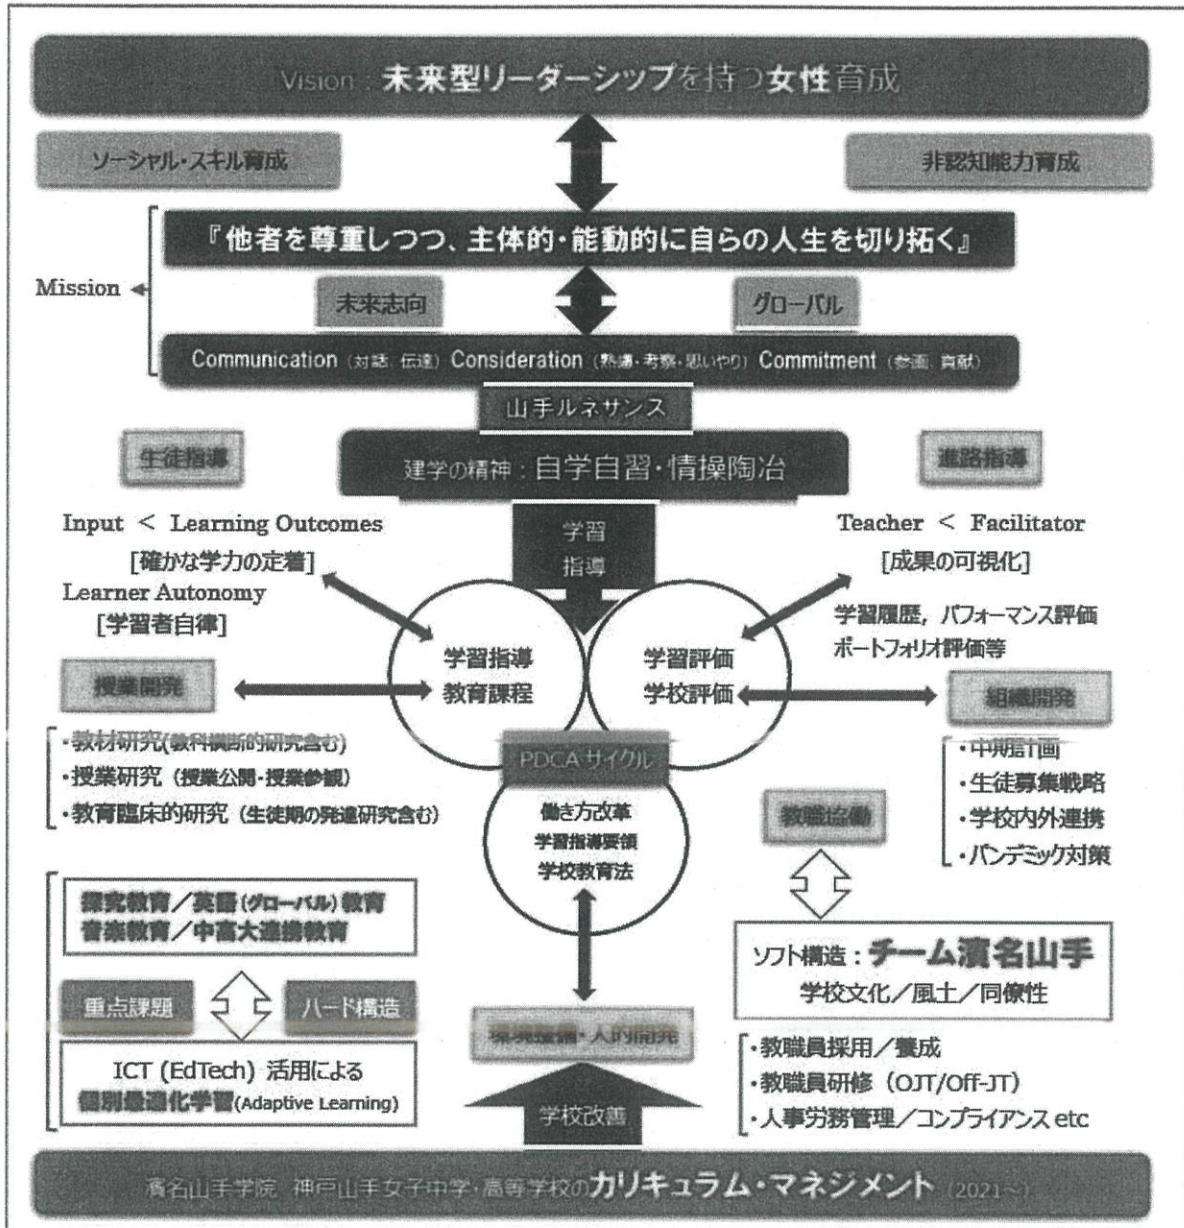 Vision : 未来型リーダーシップを持つ女性育成
ソーシャル・スキル育成
非認知能力育成
『他者を尊重しつつ、主体的・能動的に自らの人生を切り拓く』
Mission
未来志向
グローバル
Communication (対話、伝達) Consideration (熟慮・考察・思いやり) Commitment (参画、貢献)
山手ルネサンス
生徒指導
建学の精神 : 自学自習・情操陶冶
進路指導
Input < Learning Outcomes
[確かな学力の定着]
Learner Autonomy
[学習者自律]
学習
指導
Teacher < Facilitator
[成果の可視化]
学習履歴, パフォーマンス評価
ポートフォリオ評価等
学習指導
教育課程
学習評価
学校評価
授業開発
組織開発
・教材研究(教科横断的研究含む)
・授業研究 (授業公開・授業参観)
・教育臨床的研究 (生徒期の発達研究含む)
PDCA サイクル
働き方改革
学習指導要領
学校教育法
・中期計画
・生徒募集戦略
・学校内外連携
・パンデミック対策
教職協働
探究教育/英語(グローバル)教育
音楽教育/中高大連携教育
重点課題
ハード構造
ICT (EdTech) 活用による
個別最適化学習(Adaptive Learning)
ソフト構造 : チーム濱名山手
学校文化/風土/同僚性
環境整備・人的開発
・教職員採用/養成
・教職員研修 (OJT/Off-JT)
・人事労務管理/コンプライアンス etc
学校改善
濱名山手学院 神戸山手女子中学・高等学校のカリキュラム・マネジメント (2021~)